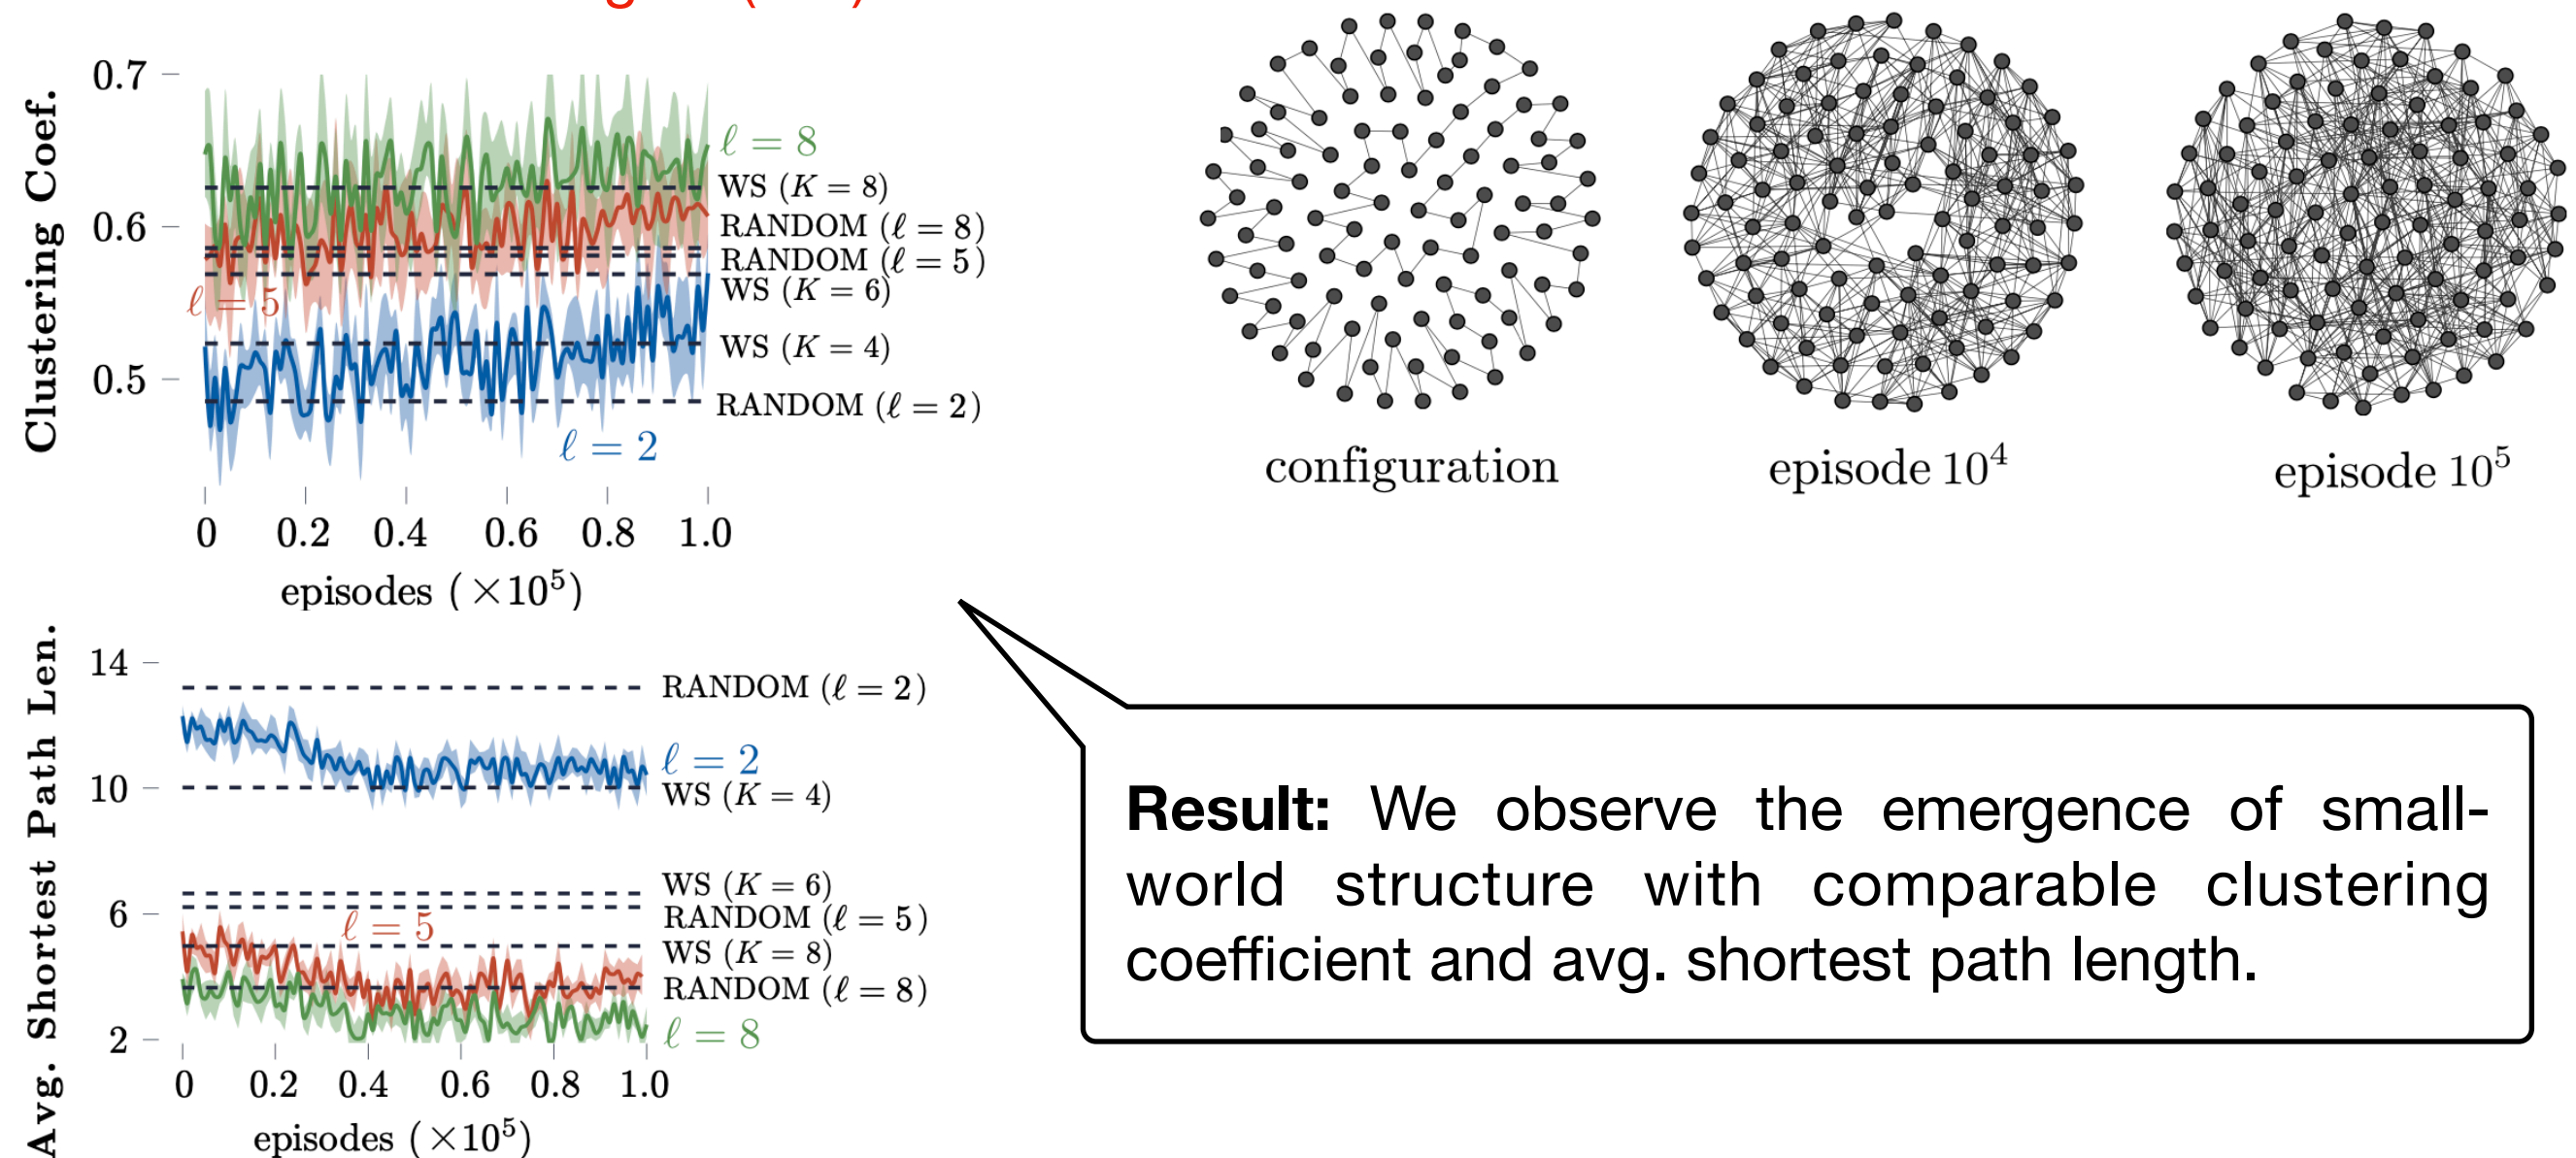 Clustering Coef.
0.7
0.6
0.5
ℓ = 8
WS (K = 8)
RANDOM (ℓ = 8)
RANDOM (ℓ = 5)
WS (K = 6)
ℓ = 5
WS (K = 4)
RANDOM (ℓ = 2)
ℓ = 2
0 0.2 0.4 0.6 0.8 1.0
episodes (×10⁵)
configuration
episode 10⁴
episode 10⁵
Avg. Shortest Path Len.
14
10
6
2
RANDOM (ℓ = 2)
ℓ = 2
WS (K = 4)
WS (K = 6)
RANDOM (ℓ = 5)
ℓ = 5
WS (K = 8)
RANDOM (ℓ = 8)
ℓ = 8
0 0.2 0.4 0.6 0.8 1.0
episodes (×10⁵)
Result: We observe the emergence of small-
world structure with comparable clustering
coefficient and avg. shortest path length.